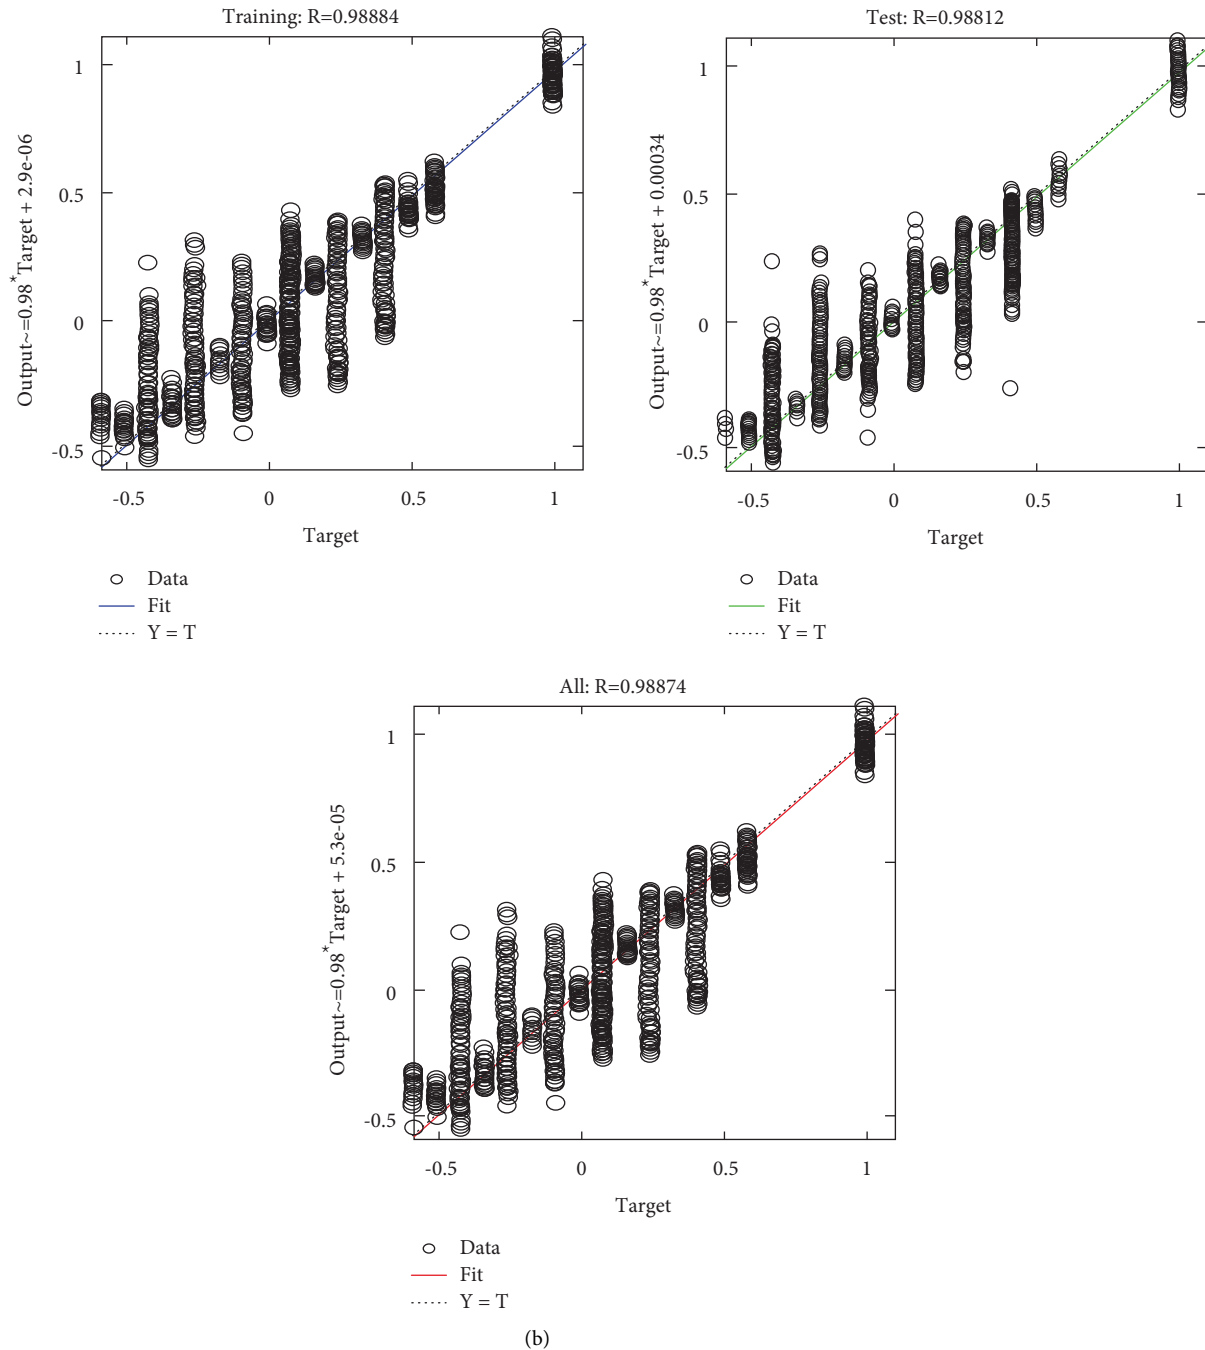 Training: R=0.98884
Output~=0.98*Target + 2.9e-06
1
0.5
0
-0.5
-0.5
0
0.5
1
Target
Data
Fit
Y = T
Test: R=0.98812
Output~=0.98*Target + 0.00034
1
0.5
0
-0.5
-0.5
0
0.5
1
Target
Data
Fit
Y = T
All: R=0.98874
Output~=0.98*Target + 5.3e-05
1
0.5
0
-0.5
-0.5
0
0.5
1
Target
Data
Fit
Y = T
(b)